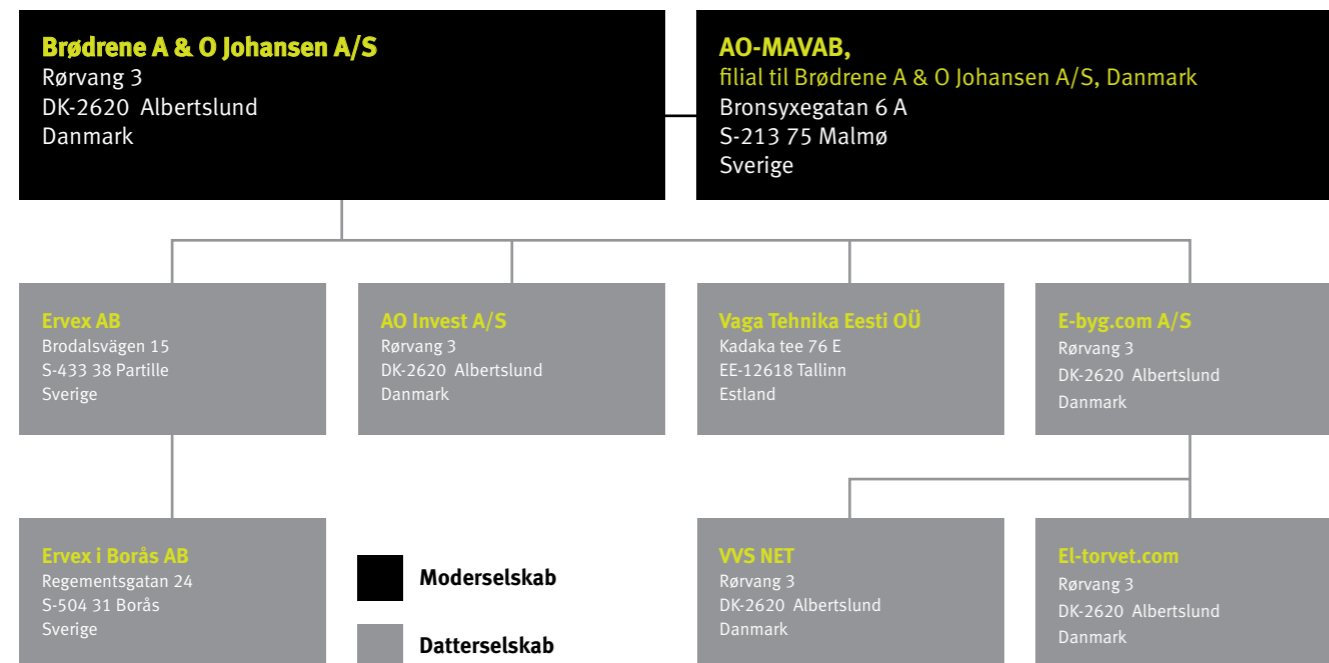 Brødrene A & O Johansen A/S
Rørvang 3
DK-2620 Albertslund
Danmark
AO-MAVAB,
filial til Brødrene A & O Johansen A/S, Danmark
Bronsyxegatan 6 A
S-213 75 Malmø
Sverige
Ervex AB
Brodalsvägen 15
S-433 38 Partille
Sverige
AO Invest A/S
Rørvang 3
DK-2620 Albertslund
Danmark
Vaga Tehnika Eesti OÜ
Kadaka tee 76 E
EE-12618 Tallinn
Estland
E-byg.com A/S
Rørvang 3
DK-2620 Albertslund
Danmark
Ervex i Borås AB
Regementsgatan 24
S-504 31 Borås
Sverige
Moderselskab
Datterselskab
VVS NET
Rørvang 3
DK-2620 Albertslund
Danmark
El-torvet.com
Rørvang 3
DK-2620 Albertslund
Danmark